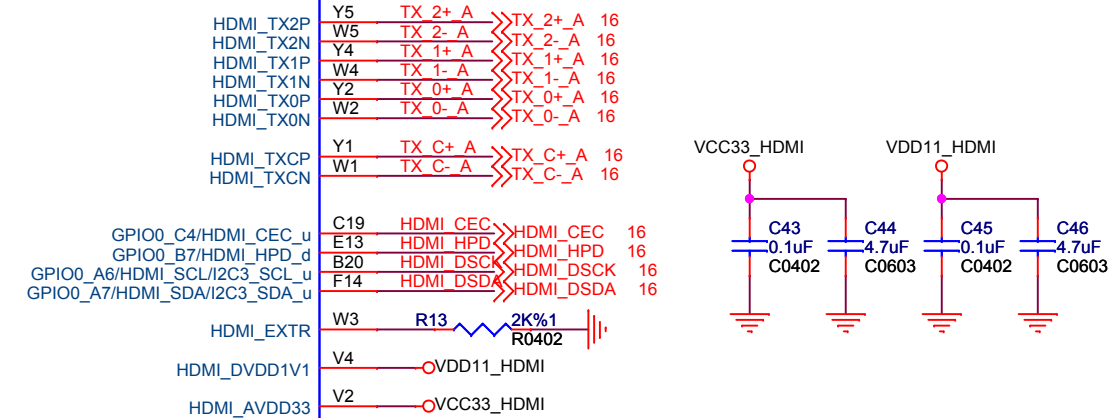 HDMI_TX2P Y5 TX_2+_A TX_2+_A 16
HDMI_TX2N W5 TX_2-_A TX_2-_A 16
HDMI_TX1P Y4 TX_1+_A TX_1+_A 16
HDMI_TX1N W4 TX_1-_A TX_1-_A 16
HDMI_TX0P Y2 TX_0+_A TX_0+_A 16
HDMI_TX0N W2 TX_0-_A TX_0-_A 16
HDMI_TXCP Y1 TX_C+_A TX_C+_A 16
HDMI_TXCN W1 TX_C-_A TX_C-_A 16
GPIO0_C4/HDMI_CEC_u C19 HDMI_CEC HDMI_CEC 16
GPIO0_B7/HDMI_HPD_d E13 HDMI_HPD HDMI_HPD 16
GPIO0_A6/HDMI_SCL/I2C3_SCL_u B20 HDMI_DSCK HDMI_DSCK 16
GPIO0_A7/HDMI_SDA/I2C3_SDA_u F14 HDMI_DSDA HDMI_DSDA 16
HDMI_EXTR W3 R13 2K%1
R0402
HDMI_DVDD1V1 V4 VDD11_HDMI
HDMI_AVDD33 V2 VCC33_HDMI
VCC33_HDMI VDD11_HDMI
C43 C44 C45 C46
0.1uF 4.7uF 0.1uF 4.7uF
C0402 C0603 C0402 C0603